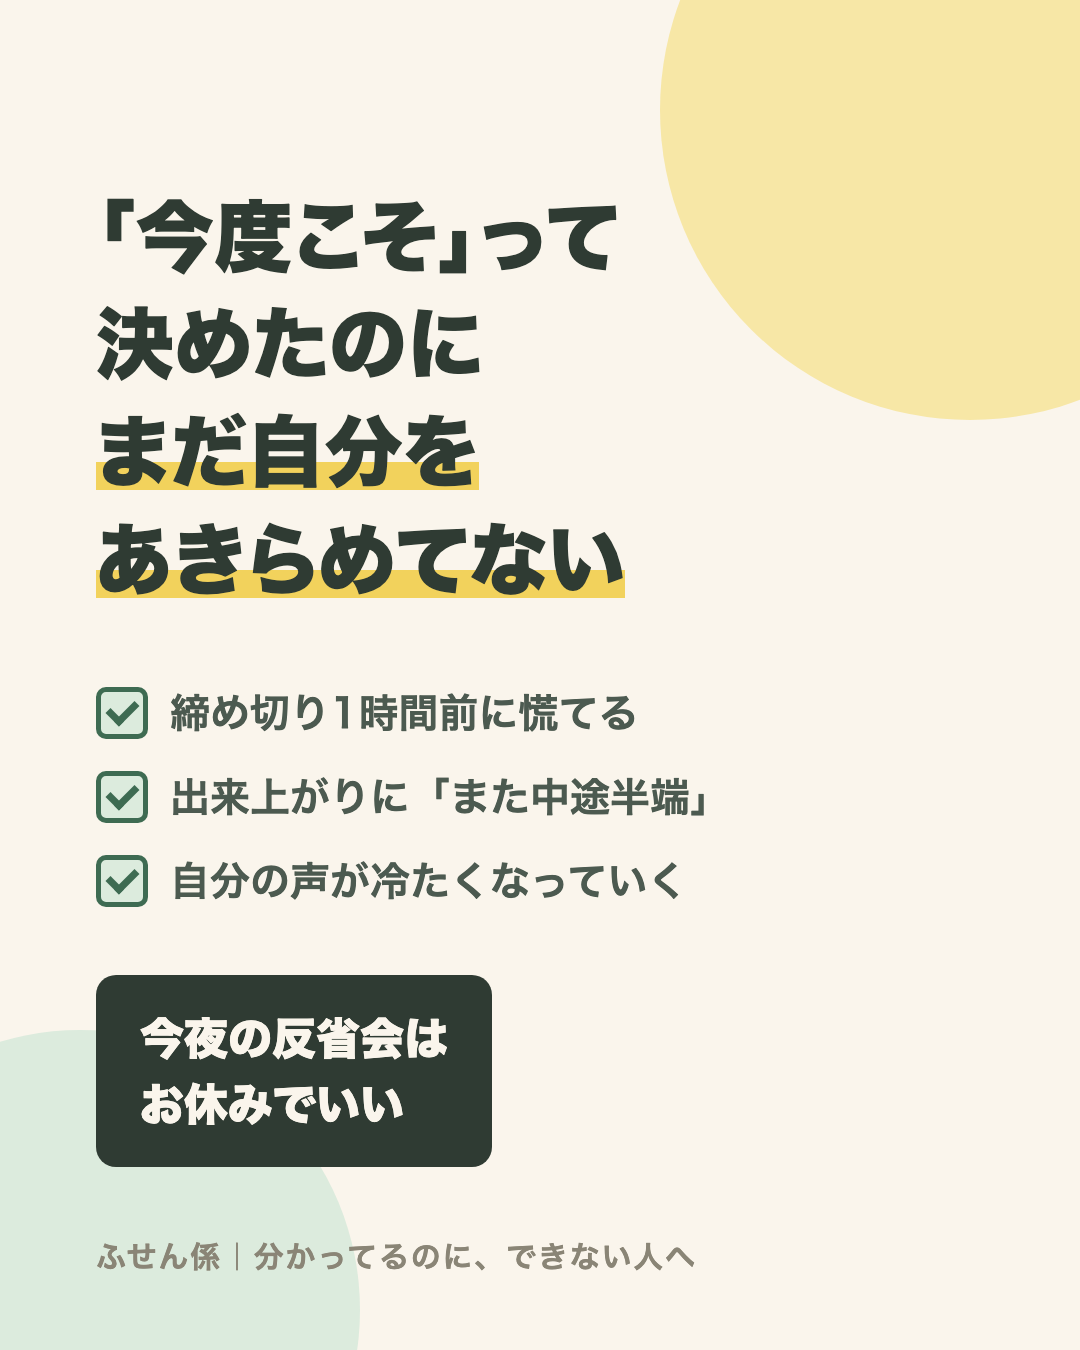 「今度こそ」って
決めたのに
まだ自分を
あきらめてない
締め切り1時間前に慌てる
出来上がりに「また中途半端」
自分の声が冷たくなっていく
今夜の反省会は
お休みでいい
ふせん係｜分かってるのに、できない人へ